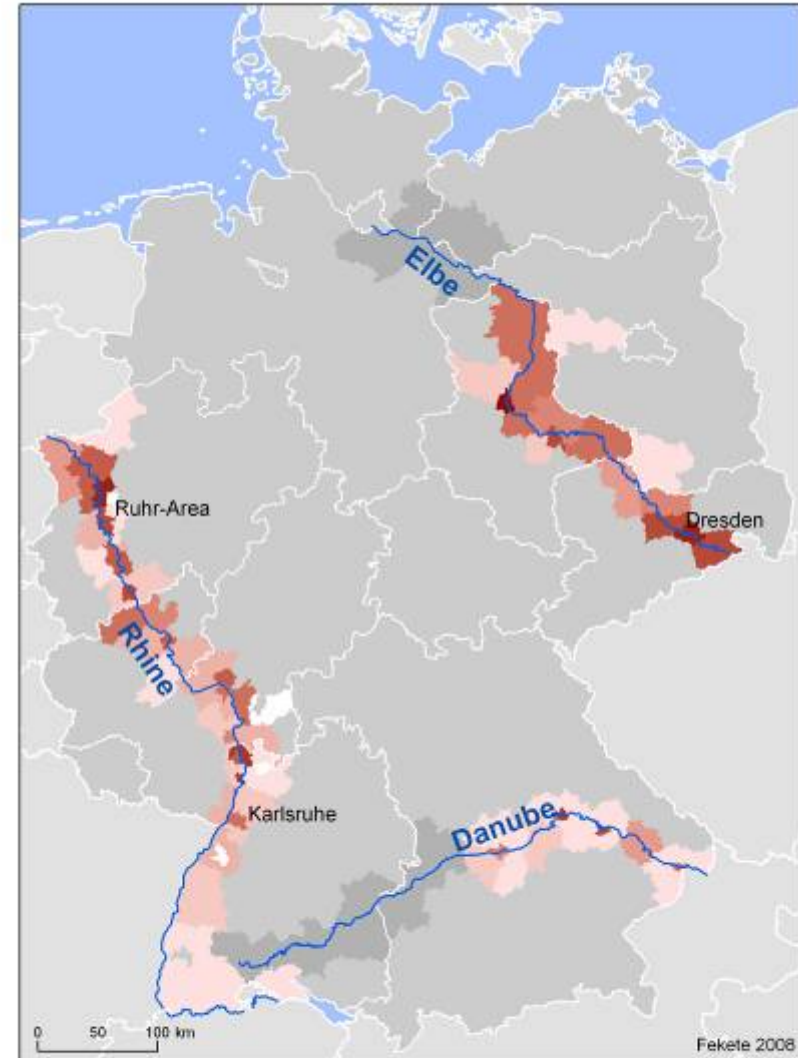 Elbe
Ruhr-Area
Dresden
Rhine
Karlsruhe
Danube
0 50 100 km
Fekete 2008